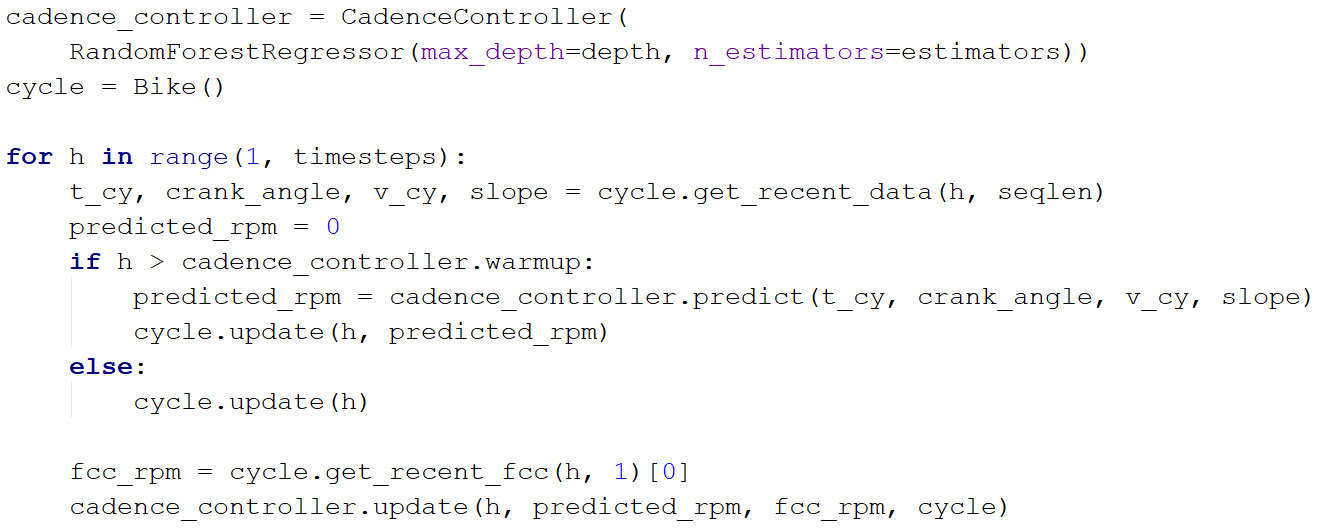 cadence_controller = CadenceController(
    RandomForestRegressor(max_depth=depth, n_estimators=estimators))
cycle = Bike()

for h in range(1, timesteps):
    t_cy, crank_angle, v_cy, slope = cycle.get_recent_data(h, seqlen)
    predicted_rpm = 0
    if h > cadence_controller.warmup:
        predicted_rpm = cadence_controller.predict(t_cy, crank_angle, v_cy, slope)
        cycle.update(h, predicted_rpm)
    else:
        cycle.update(h)

    fcc_rpm = cycle.get_recent_fcc(h, 1)[0]
    cadence_controller.update(h, predicted_rpm, fcc_rpm, cycle)